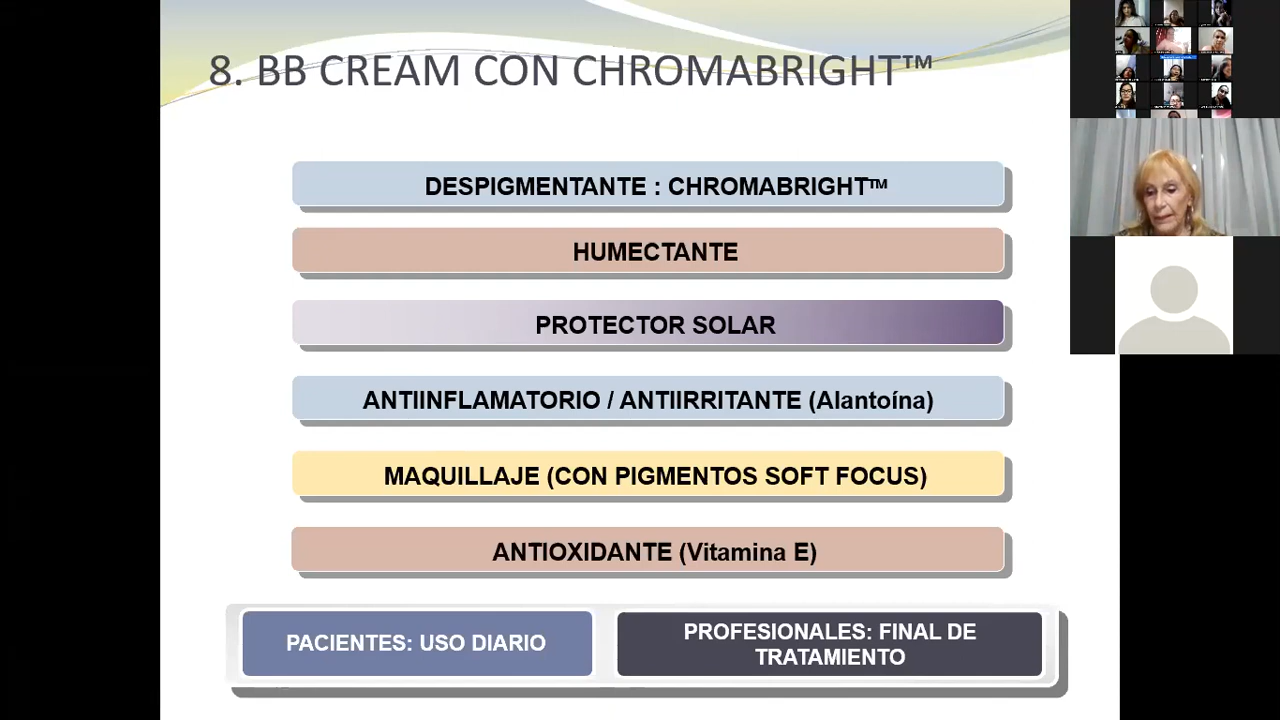 8. BB CREAM CON CHROMABRIGHT™
DESPIGMENTANTE : CHROMABRIGHT™
HUMECTANTE
PROTECTOR SOLAR
ANTIINFLAMATORIO / ANTIIRRITANTE (Alantoína)
MAQUILLAJE (CON PIGMENTOS SOFT FOCUS)
ANTIOXIDANTE (Vitamina E)
PACIENTES: USO DIARIO
PROFESIONALES: FINAL DE
TRATAMIENTO